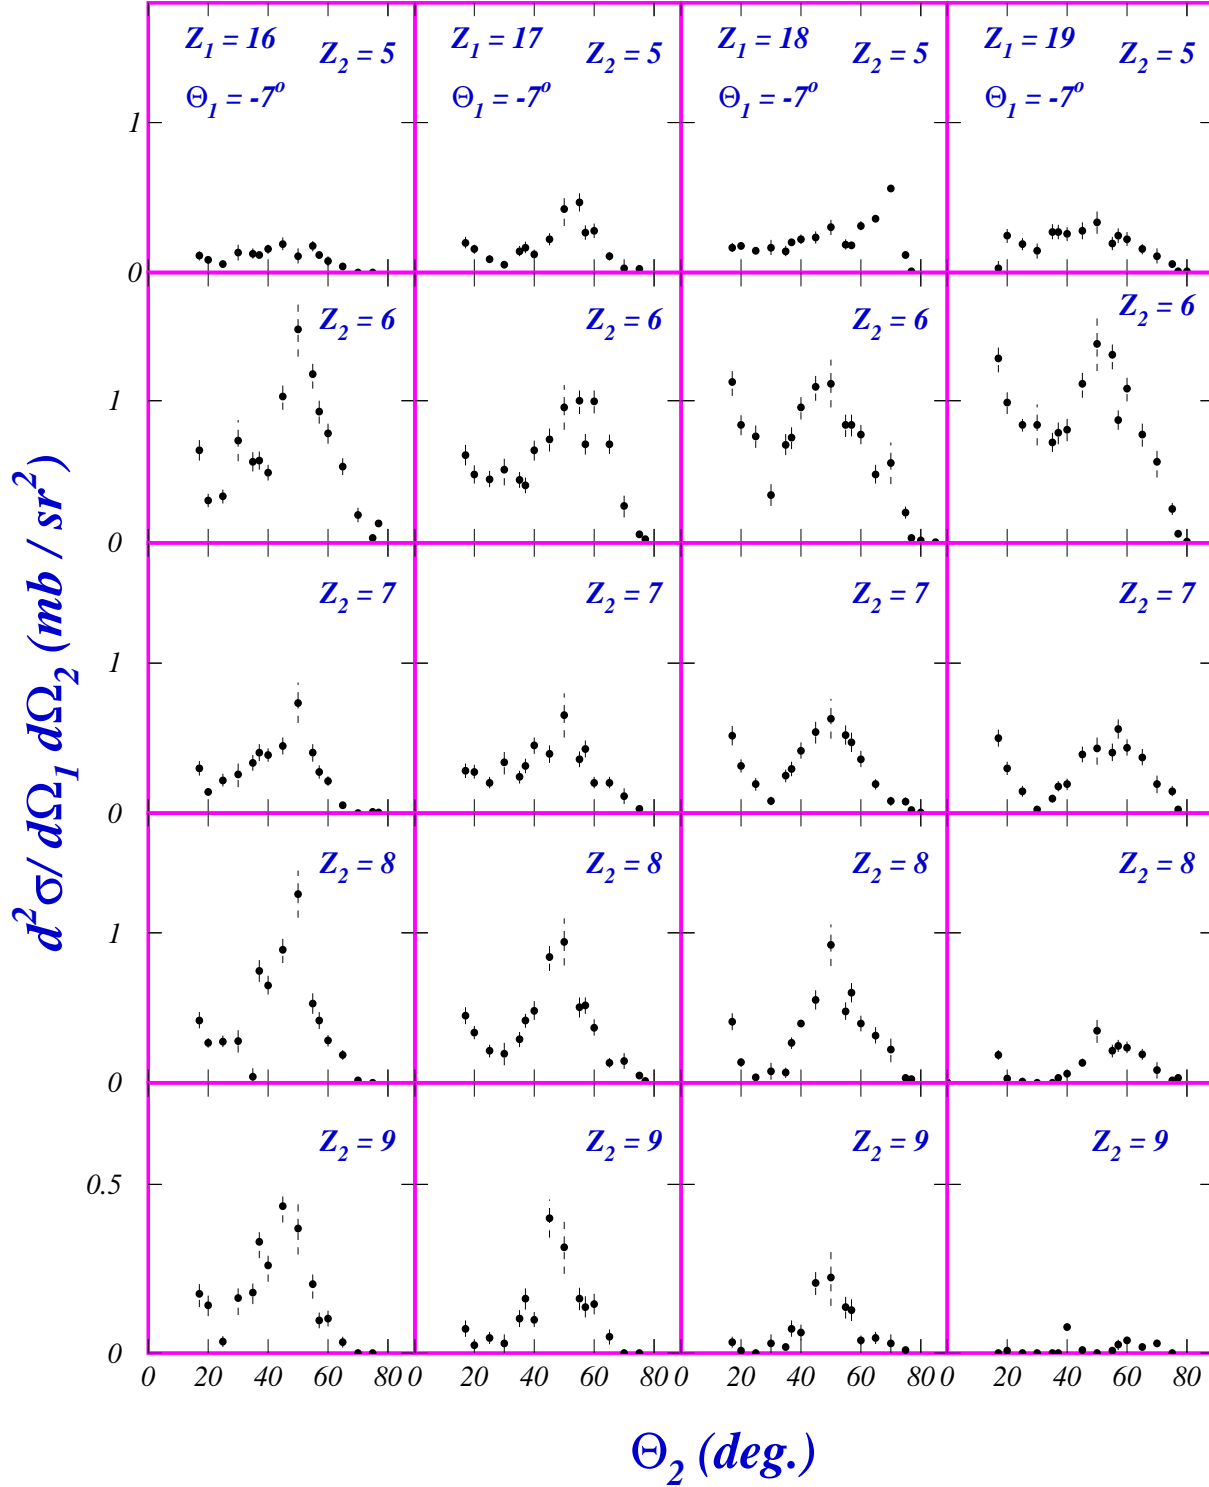 Z₁ = 16 Z₂ = 5 Z₁ = 17 Z₂ = 5 Z₁ = 18 Z₂ = 5 Z₁ = 19 Z₂ = 5
Θ₁ = -7° Θ₁ = -7° Θ₁ = -7° Θ₁ = -7°
1
0
Z₂ = 6 Z₂ = 6 Z₂ = 6 Z₂ = 6
1
0
Z₂ = 7 Z₂ = 7 Z₂ = 7 Z₂ = 7
1
0
Z₂ = 8 Z₂ = 8 Z₂ = 8 Z₂ = 8
1
0
Z₂ = 9 Z₂ = 9 Z₂ = 9 Z₂ = 9
0.5
0
0 20 40 60 80 0 20 40 60 80 0 20 40 60 80 0 20 40 60 80
d²σ/ dΩ₁ dΩ₂ (mb / sr²)
Θ₂ (deg.)